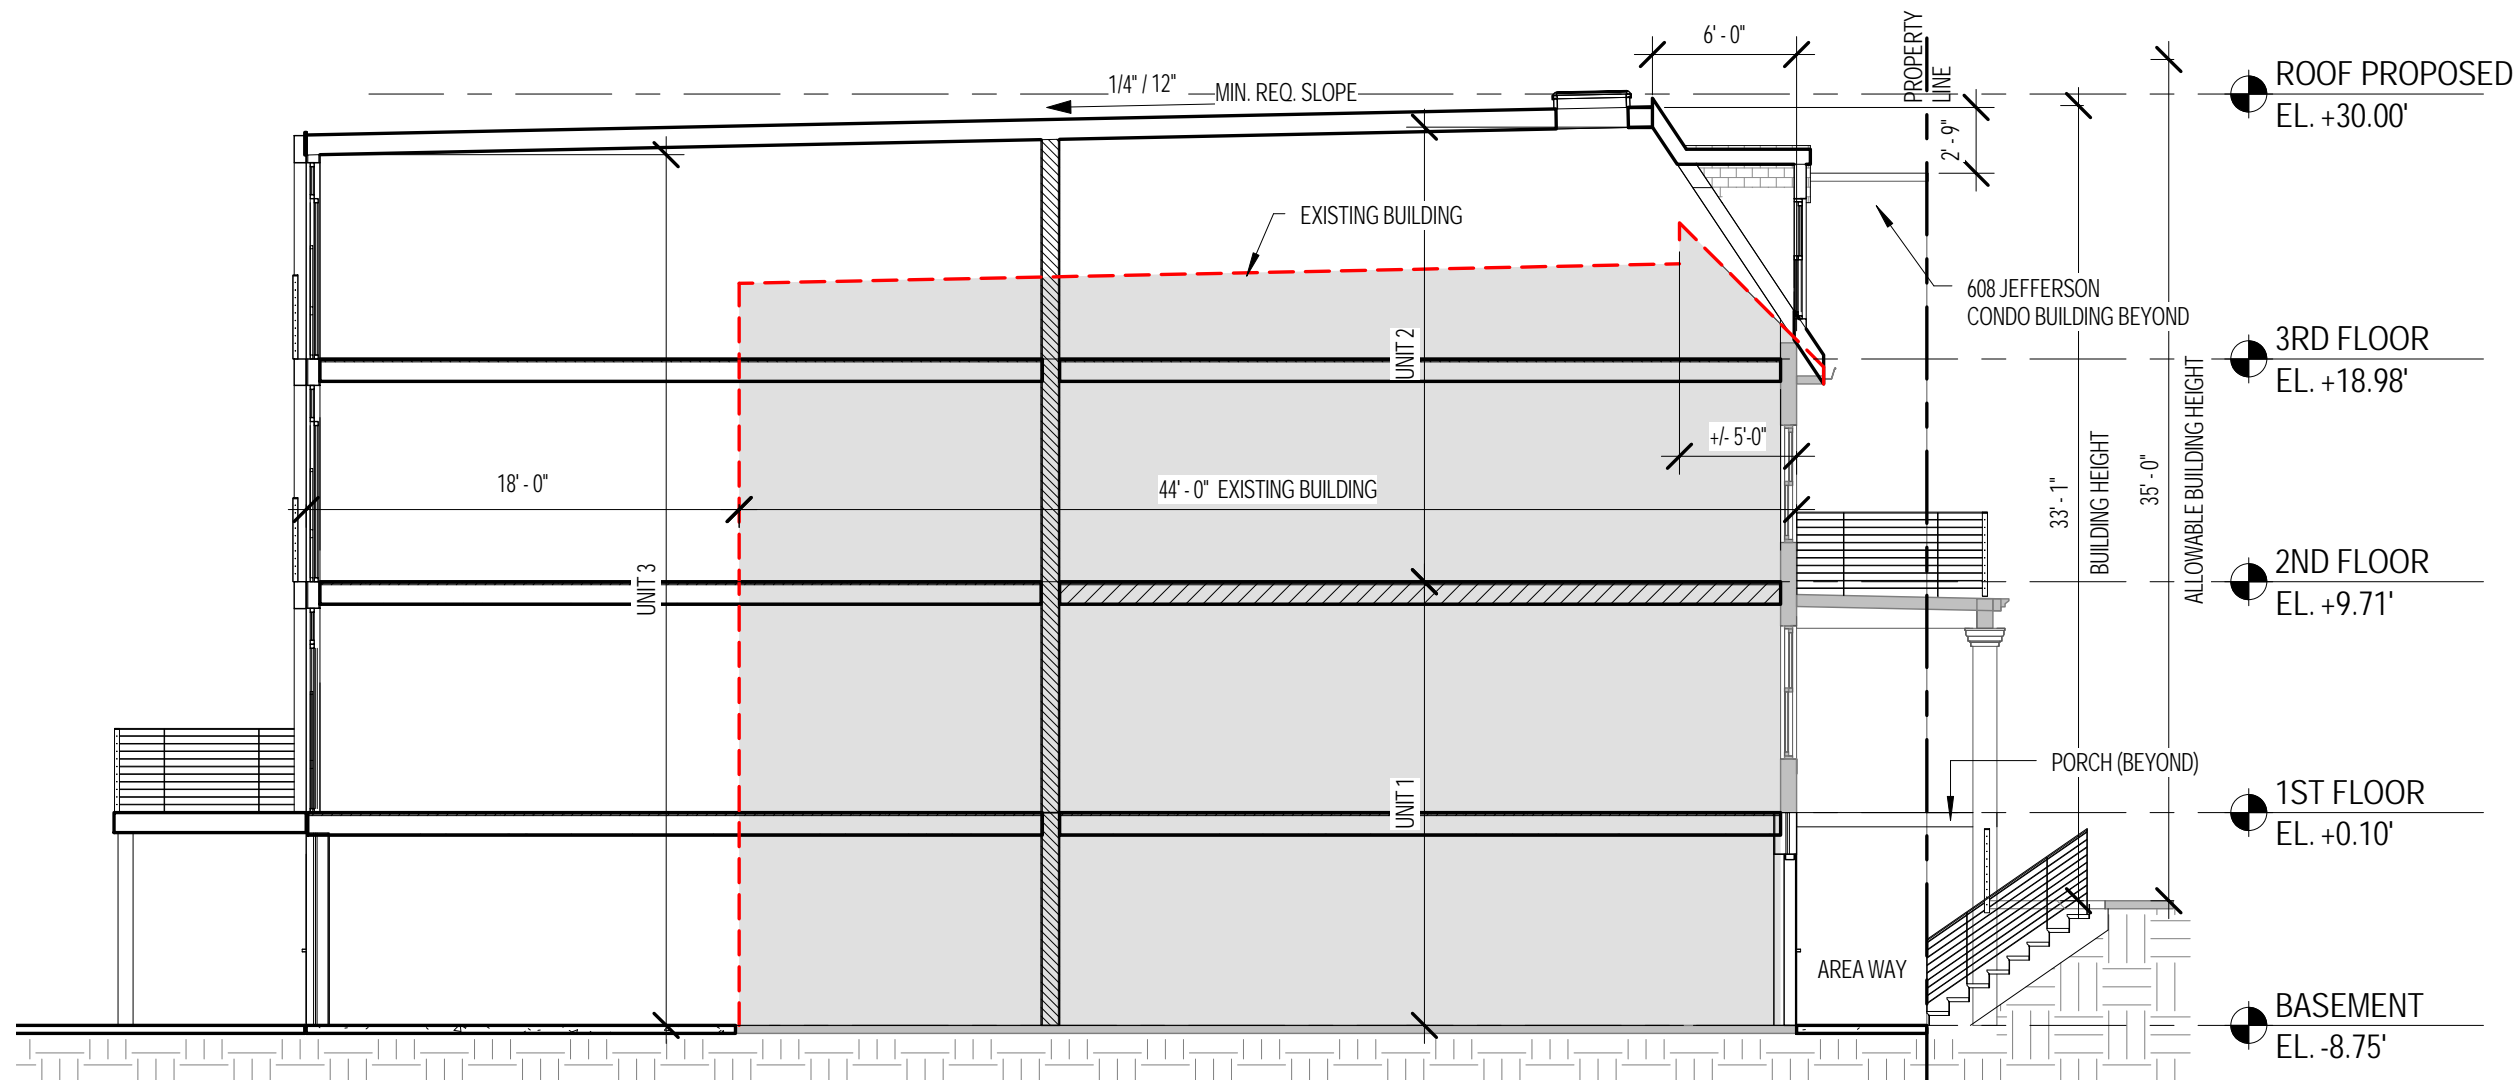 6' - 0"
PROPERTY
LINE
ROOF PROPOSED
EL. +30.00'
1/4" / 12"
MIN. REQ. SLOPE
2' - 9"
EXISTING BUILDING
608 JEFFERSON
CONDO BUILDING BEYOND
3RD FLOOR
EL. +18.98'
UNIT 2
+/- 5'-0"
18' - 0"
44' - 0" EXISTING BUILDING
33' - 1"
BUILDING HEIGHT
35' - 0"
ALLOWABLE BUILDING HEIGHT
2ND FLOOR
EL. +9.71'
UNIT 3
UNIT 1
PORCH (BEYOND)
1ST FLOOR
EL. +0.10'
AREA WAY
BASEMENT
EL. -8.75'